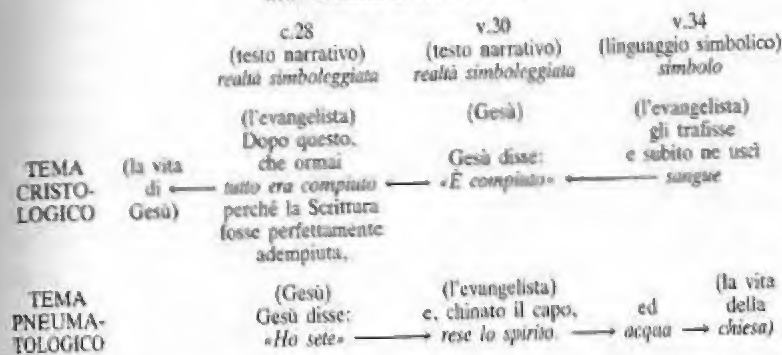 c.28 v.30 v.34
(testo narrativo) (testo narrativo) (linguaggio simbolico)
realtà simboleggiata realtà simboleggiata simbolo
(l'evangelista) (Gesù) (l'evangelista)
Dopo questo, gli trafisse
TEMA (la vita che ormai Gesù disse: e subito ne uscì
CRISTO- di tutto era compiuto «È compiuto» sangue
LOGICO Gesù) perché la Scrittura
fosse perfettamente
adempiuta,
TEMA (Gesù) (l'evangelista) (la vita
PNEUMA- Gesù disse: e, chinato il capo, ed della
TOLOGICO «Ho sete» rese lo spirito. acqua chiesa)